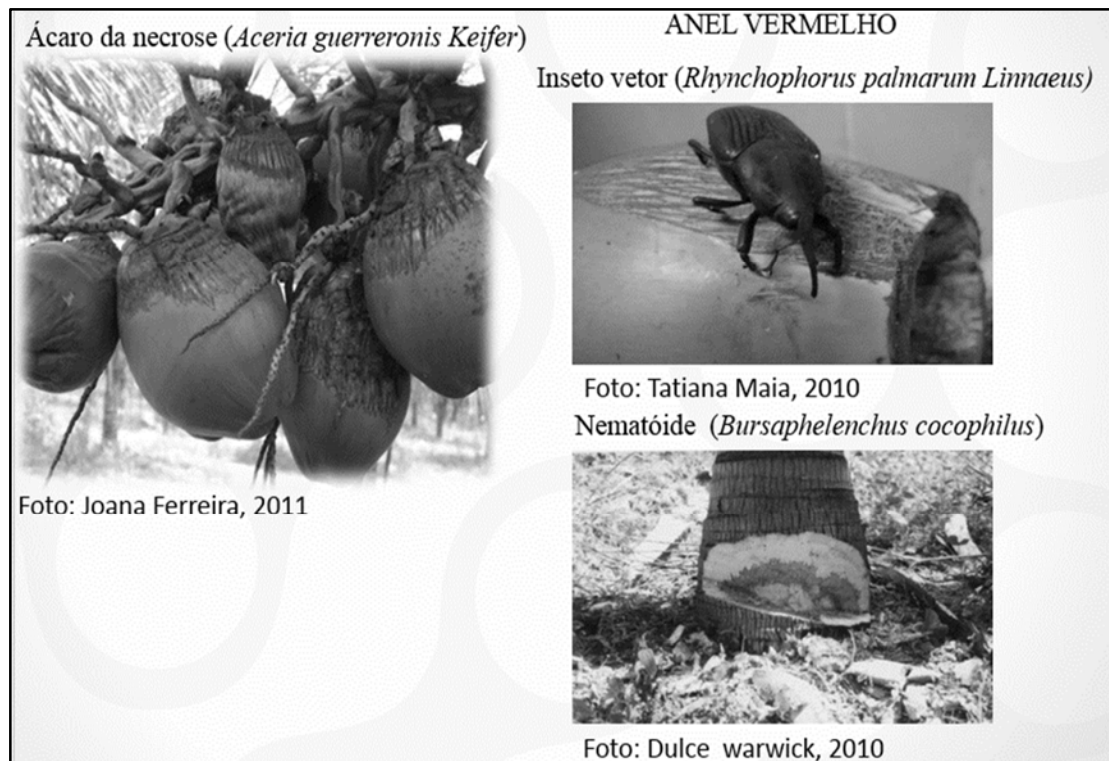 Ácaro da necrose (Aceria guerreronis Keifer)
Foto: Joana Ferreira, 2011
ANEL VERMELHO
Inseto vetor (Rhynchophorus palmarum Linnaeus)
Foto: Tatiana Maia, 2010
Nematóide (Bursaphelenchus cocophilus)
Foto: Dulce warwick, 2010